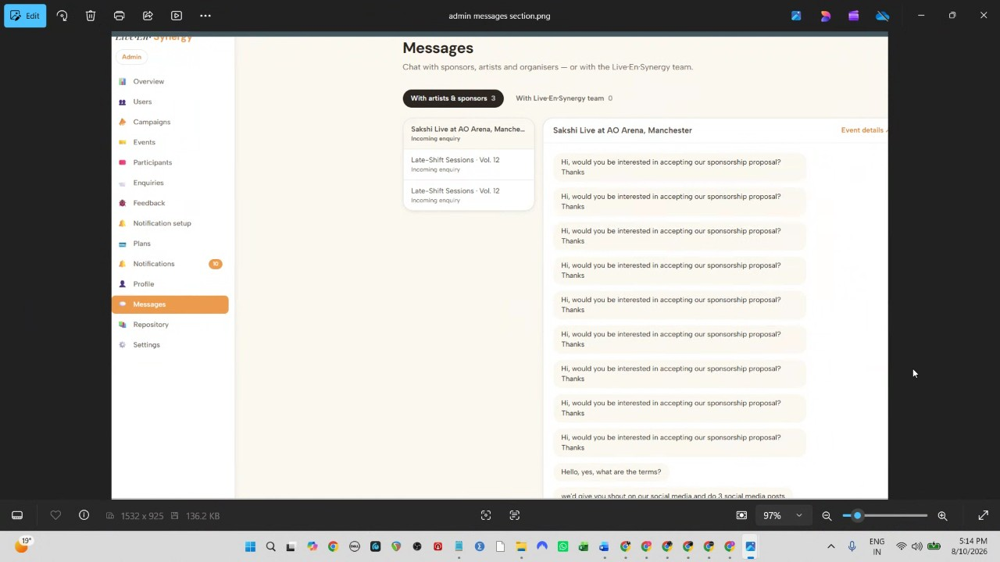 Edit
admin messages section.png
Live·En·Synergy
Admin
Overview
Users
Campaigns
Events
Participants
Enquiries
Feedback
Notification setup
Plans
Notifications 10
Profile
Messages
Repository
Settings
Messages
Chat with sponsors, artists and organisers — or with the Live·En·Synergy team.
With artists & sponsors 3
With Live·En·Synergy team 0
Sakshi Live at AO Arena, Manche...
Incoming enquiry
Late-Shift Sessions · Vol. 12
Incoming enquiry
Late-Shift Sessions · Vol. 12
Incoming enquiry
Sakshi Live at AO Arena, Manchester
Event details
Hi, would you be interested in accepting our sponsorship proposal?
Thanks
Hi, would you be interested in accepting our sponsorship proposal?
Thanks
Hi, would you be interested in accepting our sponsorship proposal?
Thanks
Hi, would you be interested in accepting our sponsorship proposal?
Thanks
Hi, would you be interested in accepting our sponsorship proposal?
Thanks
Hi, would you be interested in accepting our sponsorship proposal?
Thanks
Hi, would you be interested in accepting our sponsorship proposal?
Thanks
Hi, would you be interested in accepting our sponsorship proposal?
Thanks
Hi, would you be interested in accepting our sponsorship proposal?
Thanks
Hello, yes, what are the terms?
we'd give you shout on our social media and do 3 social media posts
1532 x 925
136.2 KB
97%
19°
DELL
ENG
IN
5:14 PM
8/10/2026